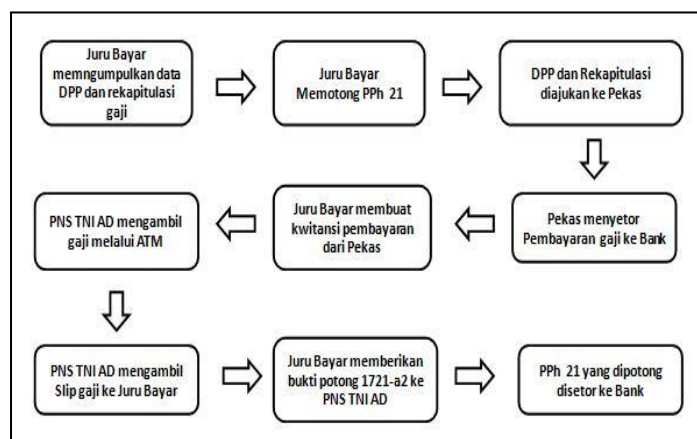 Juru Bayar
memngumpulkan data
DPP dan rekapitulasi
gaji
Juru Bayar
Memotong PPh 21
DPP dan Rekapitulasi
diajukan ke Pekas
Pekas menyetor
Pembayaran gaji ke Bank
Juru Bayar membuat
kwitansi pembayaran
dari Pekas
PNS TNI AD mengambil
gaji melalui ATM
PNS TNI AD mengambil
Slip gaji ke Juru Bayar
Juru Bayar memberikan
bukti potong 1721-a2 ke
PNS TNI AD
PPh 21 yang dipotong
disetor ke Bank